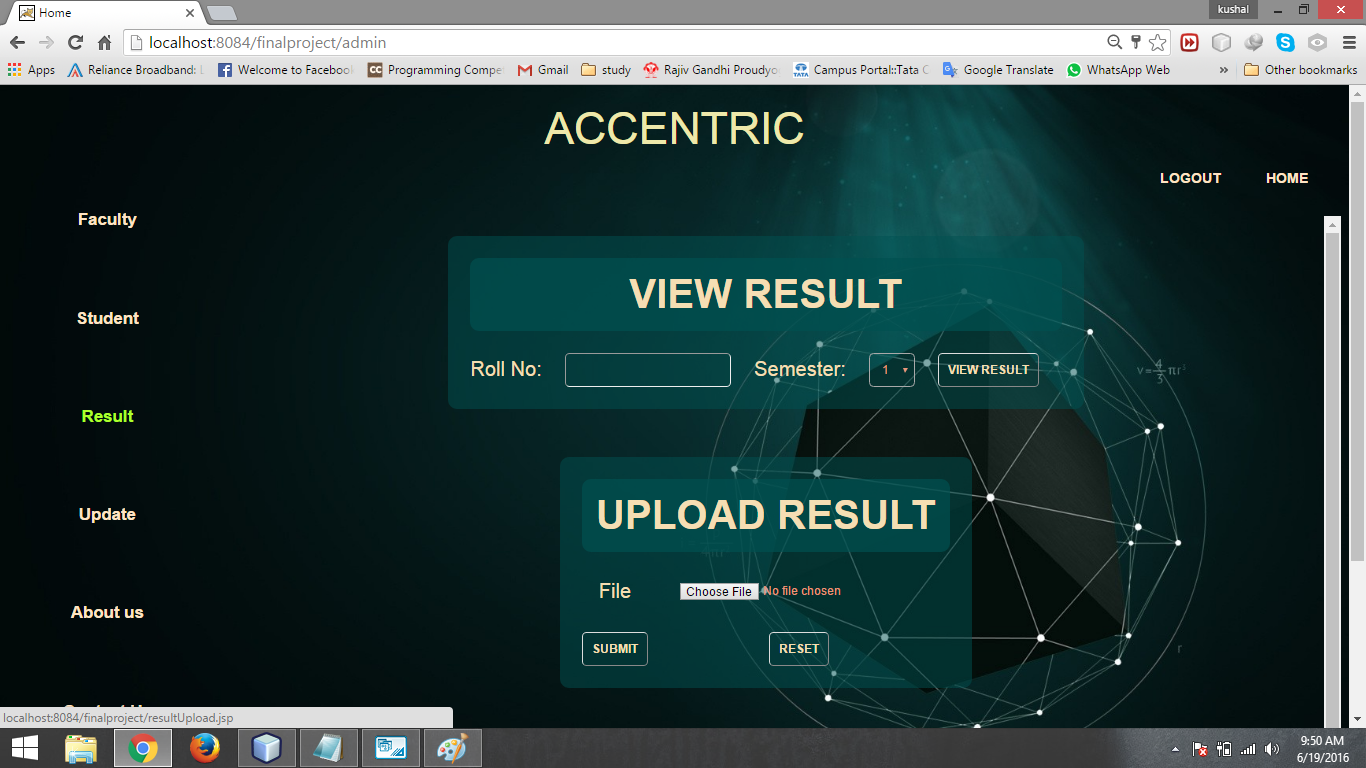 Home
kushal
localhost:8084/finalproject/admin
Apps Reliance Broadband: Welcome to Facebook Programming Compe Gmail study Rajiv Gandhi Proudyo Campus Portal::Tata C Google Translate WhatsApp Web » Other bookmarks
ACCENTRIC
LOGOUT HOME
Faculty
Student
Result
Update
About us
VIEW RESULT
Roll No: Semester: 1 VIEW RESULT
v=4/3πr³
UPLOAD RESULT
File Choose File No file chosen
SUBMIT RESET
r
localhost:8084/finalproject/resultUpload.jsp
9:50 AM
6/19/2016